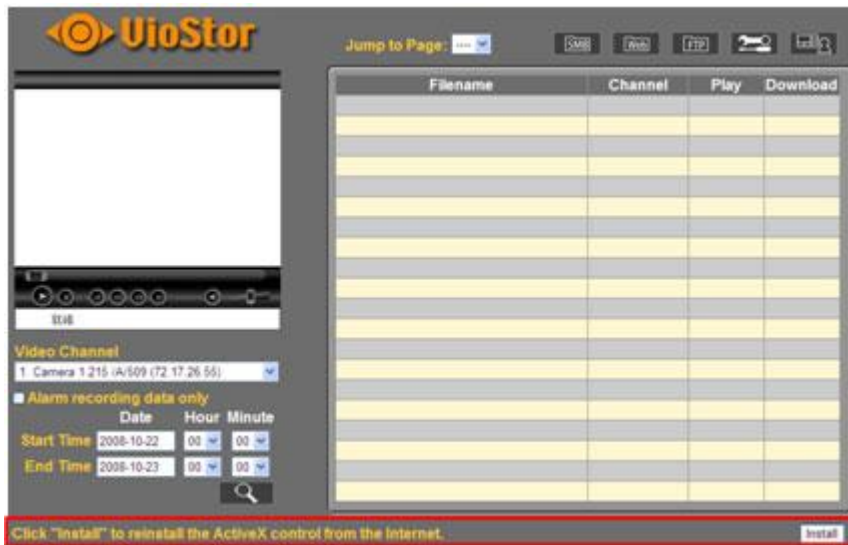 VioStor
Jump to Page: ----
SMB Web FTP
Filename Channel Play Download
Video Channel
1. Camera 1 215 (A/509 (72.17.26.55)
Alarm recording data only
Date Hour Minute
Start Time 2008-10-22 00 00
End Time 2008-10-23 00 00
Click "Install" to reinstall the ActiveX control from the Internet. Install